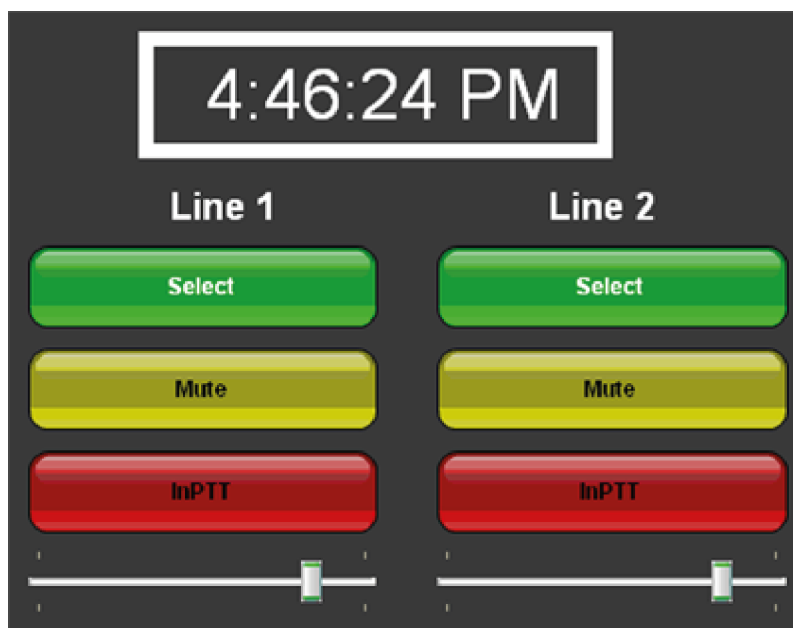 4:46:24 PM
Line 1 Line 2
Select Select
Mute Mute
InPTT InPTT